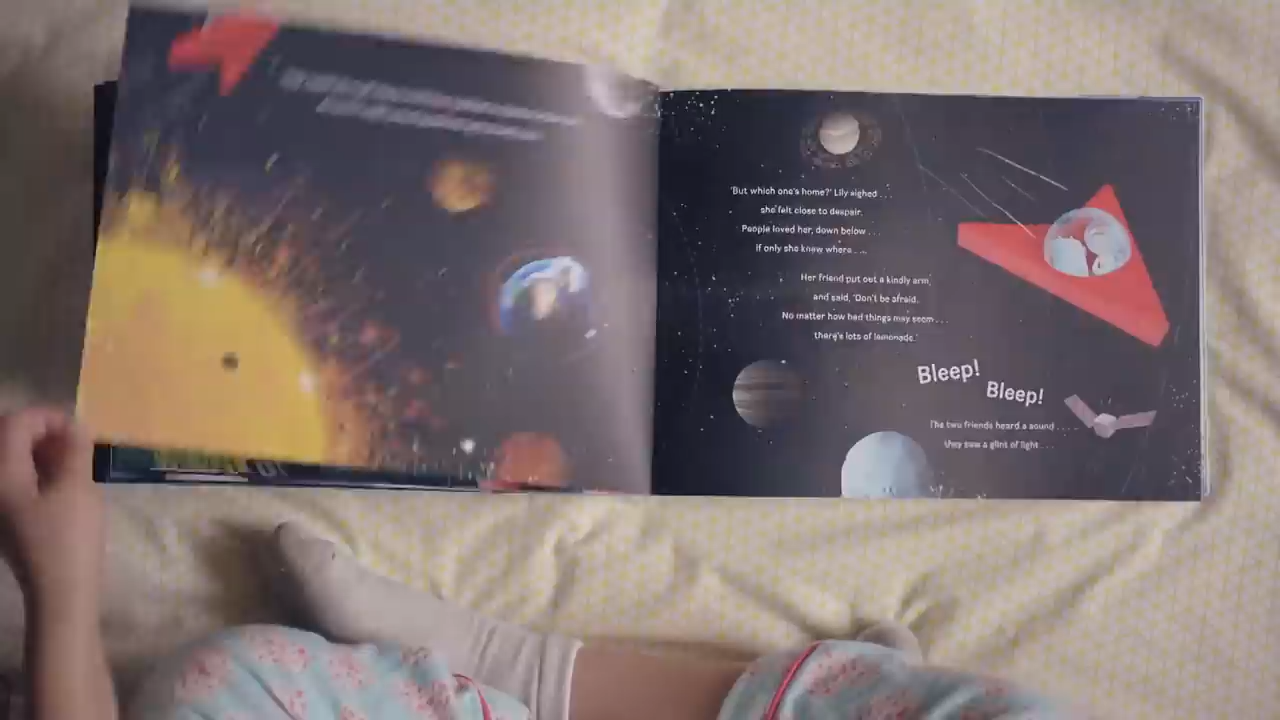 'But which one's home?' Lily sighed . . .
she felt close to despair.
People loved her, down below . . .
If only she knew where . . . .
Her friend put out a kindly arm,
and said, 'Don't be afraid.
No matter how bad things may seem . . .
there's lots of lemonade.'
Bleep!
Bleep!
The two friends heard a sound . . . .
they saw a glint of light . . .